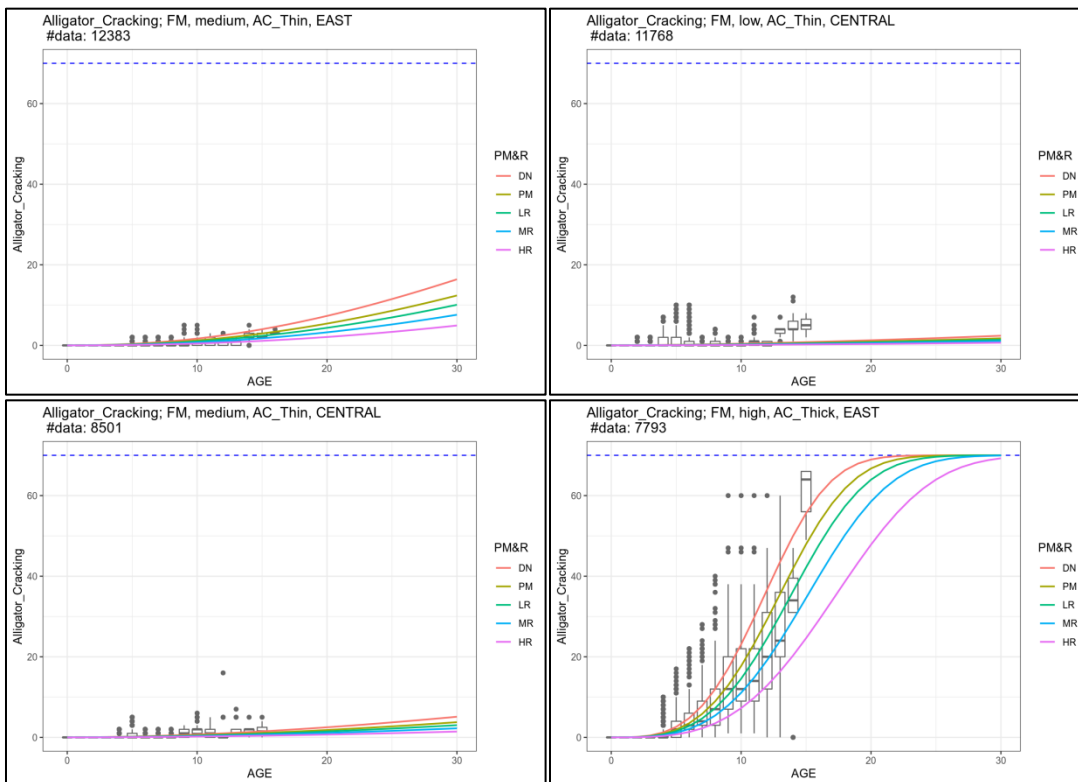 Alligator_Cracking; FM, medium, AC_Thin, EAST
#data: 12383
Alligator_Cracking
60
40
20
0
0
10
20
30
AGE
PM&R
DN
PM
LR
MR
HR
Alligator_Cracking; FM, low, AC_Thin, CENTRAL
#data: 11768
Alligator_Cracking
60
40
20
0
0
10
20
30
AGE
PM&R
DN
PM
LR
MR
HR
Alligator_Cracking; FM, medium, AC_Thin, CENTRAL
#data: 8501
Alligator_Cracking
60
40
20
0
0
10
20
30
AGE
PM&R
DN
PM
LR
MR
HR
Alligator_Cracking; FM, high, AC_Thick, EAST
#data: 7793
Alligator_Cracking
60
40
20
0
0
10
20
30
AGE
PM&R
DN
PM
LR
MR
HR